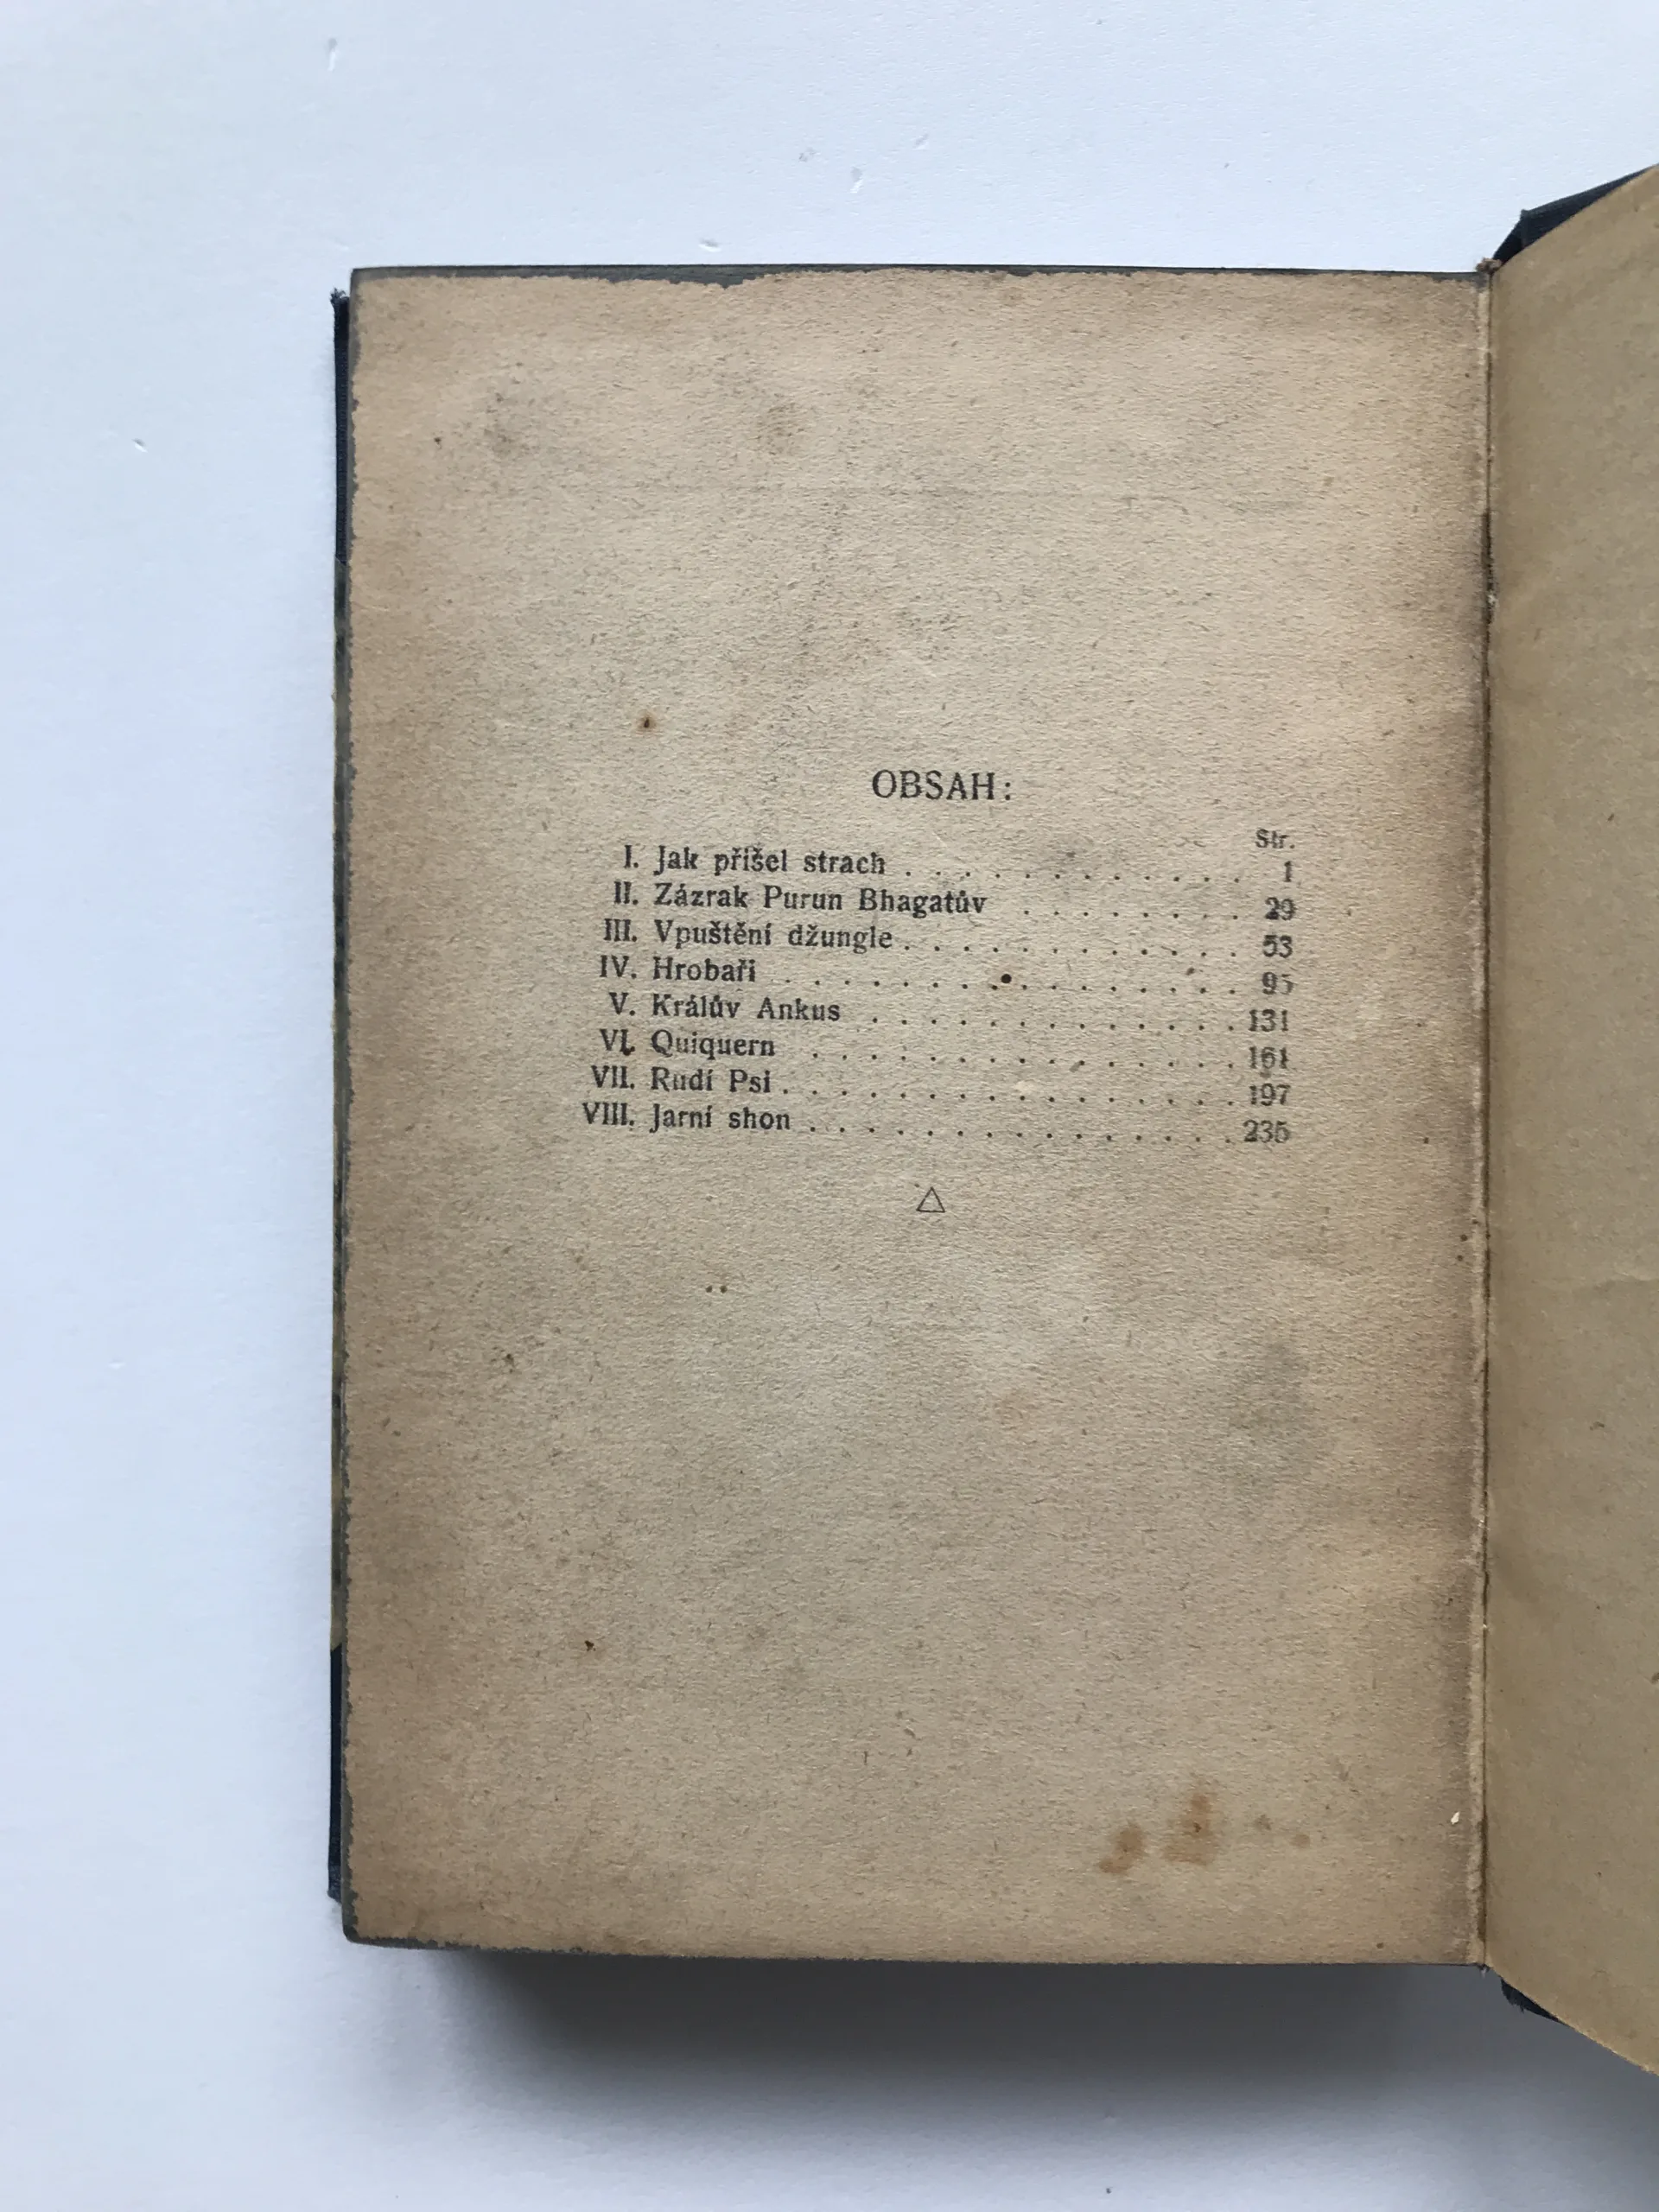 OBSAH:
Str.
I. Jak přišel strach . . . . . . . . . . . . 1
II. Zázrak Purun Bhagatův . . . . . . . . 29
III. Vpuštění džungle . . . . . . . . . . . . 53
IV. Hrobaři . . . . . . . . . . . . . . . . 95
V. Králův Ankus . . . . . . . . . . . . . 131
VI. Quiquern . . . . . . . . . . . . . . . 161
VII. Rudí Psi . . . . . . . . . . . . . . . . 197
VIII. Jarní shon . . . . . . . . . . . . . . . 235